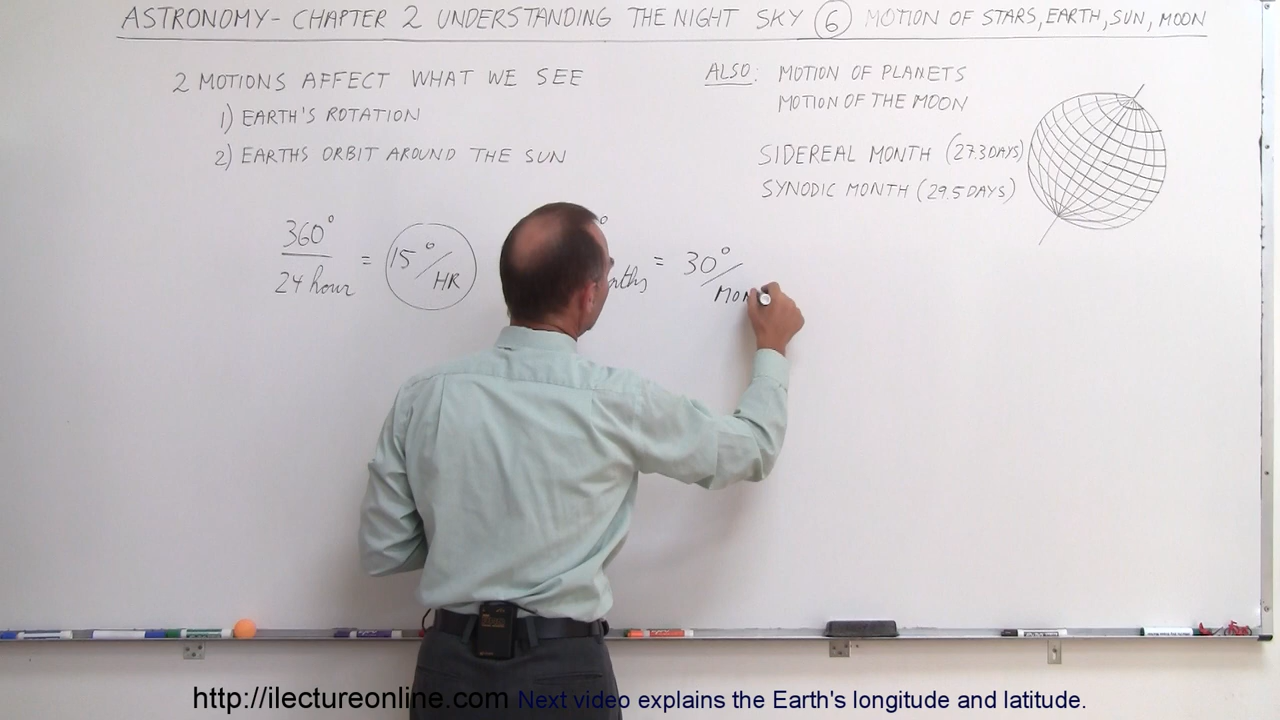 ASTRONOMY- CHAPTER 2 UNDERSTANDING THE NIGHT SKY 6 MOTION OF STARS, EARTH, SUN, MOON
2 MOTIONS AFFECT WHAT WE SEE
1) EARTH'S ROTATION
2) EARTHS ORBIT AROUND THE SUN
ALSO: MOTION OF PLANETS
MOTION OF THE MOON
SIDEREAL MONTH (27.3 DAYS)
SYNODIC MONTH (29.5 DAYS)
360°
24 hour
= 15°/HR
= 30°/
http://ilectureonline.com Next video explains the Earth's longitude and latitude.